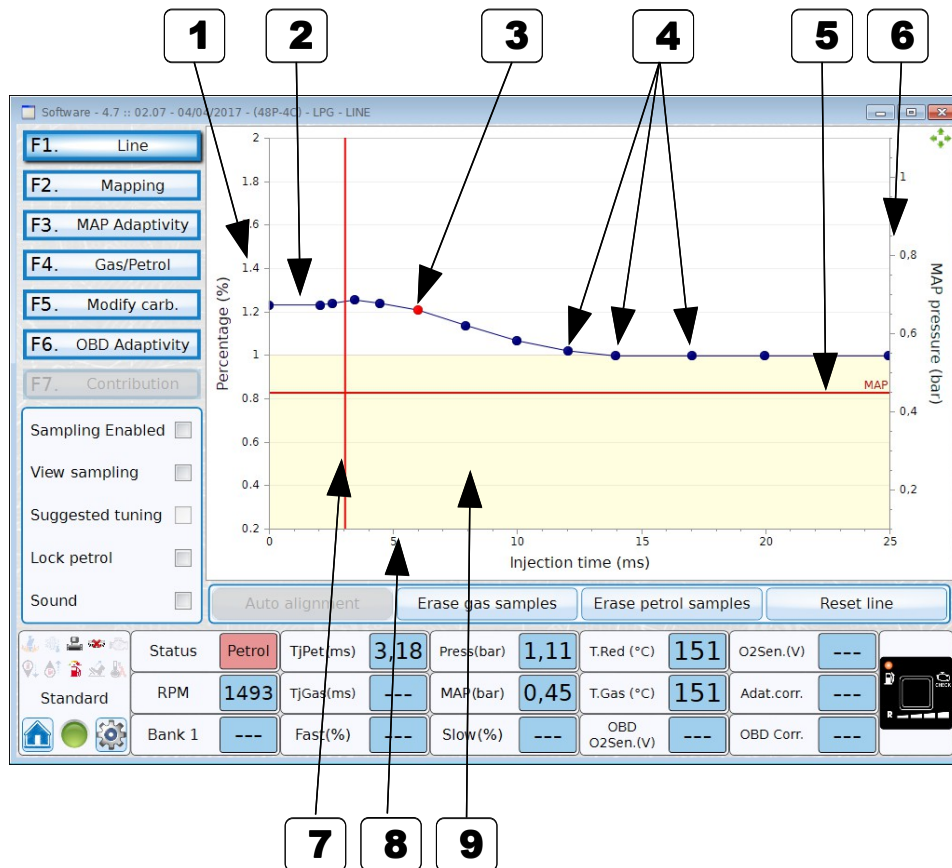 1 2 3 4 5 6
Software - 4.7 :: 02.07 - 04/04/2017 - (48P-4C) - LPG - LINE
F1. Line
F2. Mapping
F3. MAP Adaptivity
F4. Gas/Petrol
F5. Modify carb.
F6. OBD Adaptivity
F7. Contribution
Sampling Enabled
View sampling
Suggested tuning
Lock petrol
Sound
Percentage (%)
2
1.8
1.6
1.4
1.2
1
0.8
0.6
0.4
0.2
0 5 10 15 20 25
Injection time (ms)
MAP
1
0,8
0,6
0,4
0,2
MAP pressure (bar)
Auto alignment Erase gas samples Erase petrol samples Reset line
Status Petrol TjPet(ms) 3,18 Press(bar) 1,11 T.Red (°C) 151 O2Sen.(V) ---
Standard RPM 1493 TjGas(ms) --- MAP(bar) 0,45 T.Gas (°C) 151 Adat.corr. ---
Bank 1 --- Fast(%) --- Slow(%) --- OBD O2Sen.(V) --- OBD Corr. ---
CHECK
R
7 8 9